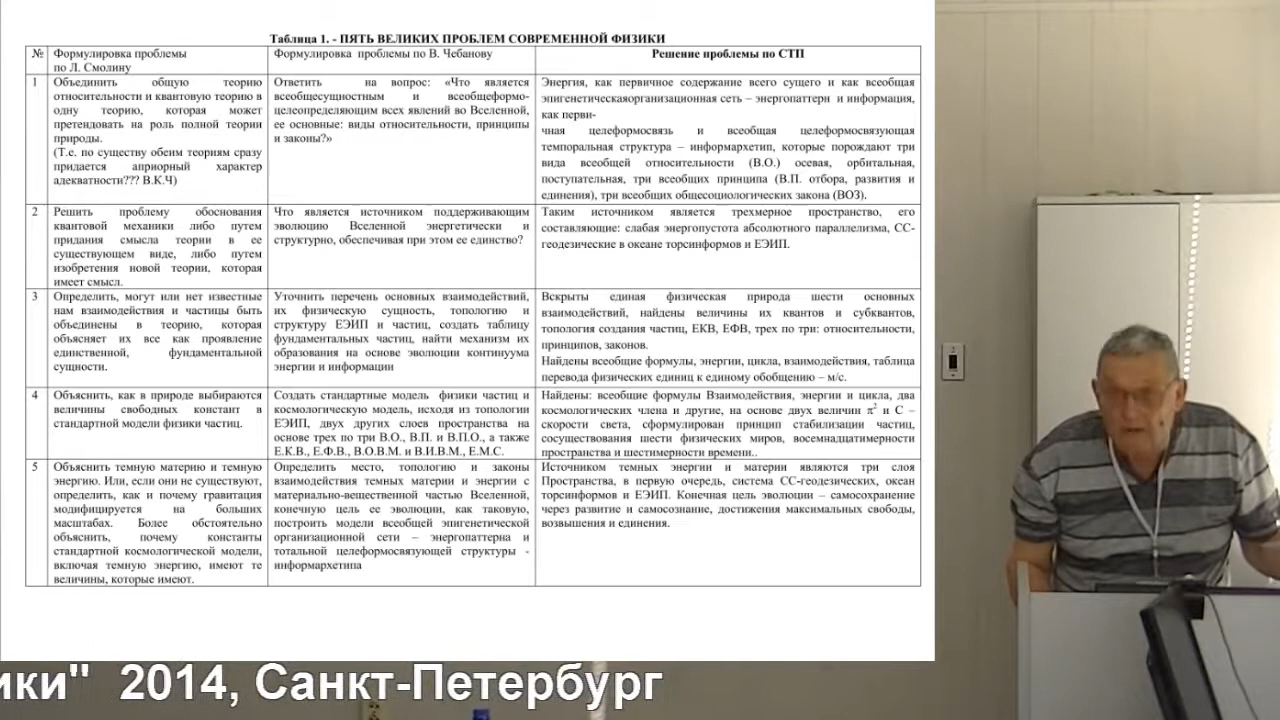 Таблица 1. - ПЯТЬ ВЕЛИКИХ ПРОБЛЕМ СОВРЕМЕННОЙ ФИЗИКИ
№
Формулировка проблемы
по Л. Смолину
Формулировка проблемы по В. Чебанову
Решение проблемы по СТП
1
Объединить общую теорию
относительности и квантовую теорию в
одну теорию, которая может
претендовать на роль полной теории
природы.
(Т.е. по существу обеим теориям сразу
придается априорный характер
адекватности??? В.К.Ч)
Ответить на вопрос: «Что является
всеобщесущностным и всеобщеформо-
целеопределяющим всех явлений во Вселенной,
ее основные: виды относительности, принципы
и законы?»
Энергия, как первичное содержание всего сущего и как всеобщая
эпигенетическаяорганизационная сеть – энергопаттерн и информация,
как перви-
чная целеформосвязь и всеобщая целеформосвязующая
темпоральная структура – информархетип, которые порождают три
вида всеобщей относительности (В.О.) осевая, орбитальная,
поступательная, три всеобщих принципа (В.П. отбора, развития и
единения), три всеобщих общесоциологических закона (ВОЗ).
2
Решить проблему обоснования
квантовой механики либо путем
придания смысла теории в ее
существующем виде, либо путем
изобретения новой теории, которая
имеет смысл.
Что является источником поддерживающим
эволюцию Вселенной энергетически и
структурно, обеспечивая при этом ее единство?
Таким источником является трехмерное пространство, его
составляющие: слабая энергопустота абсолютного параллелизма, СС-
геодезические в океане торсинформов и ЕЭИП.
3
Определить, могут или нет известные
нам взаимодействия и частицы быть
объединены в теорию, которая
объясняет их все как проявление
единственной, фундаментальной
сущности.
Уточнить перечень основных взаимодействий,
их физическую сущность, топологию и
структуру ЕЭИП и частиц, создать таблицу
фундаментальных частиц, найти механизм их
образования на основе эволюции континуума
энергии и информации
Вскрыты единая физическая природа шести основных
взаимодействий, найдены величины их квантов и субквантов,
топология создания частиц, ЕКВ, ЕФВ, трех по три: относительности,
принципов, законов.
Найдены всеобщие формулы, энергии, цикла, взаимодействия, таблица
перевода физических единиц к единому обобщению – м/с.
4
Объяснить, как в природе выбираются
величины свободных констант в
стандартной модели физики частиц.
Создать стандартные модель физики частиц и
космологическую модель, исходя из топологии
ЕЭИП, двух других слоев пространства на
основе трех по три В.О., В.П. и В.П.О., а также
Е.К.В., Е.Ф.В., В.О.В.М. и В.И.В.М., Е.М.С.
Найдены: всеобщие формулы Взаимодействия, энергии и цикла, два
космологических члена и другие, на основе двух величин π² и С –
скорости света, сформулирован принцип стабилизации частиц,
сосуществования шести физических миров, восемнадцатимерности
пространства и шестимерности времени..
5
Объяснить темную материю и темную
энергию. Или, если они не существуют,
определить, как и почему гравитация
модифицируется на больших
масштабах. Более обстоятельно
объяснить, почему константы
стандартной космологической модели,
включая темную энергию, имеют те
величины, которые имеют.
Определить место, топологию и законы
взаимодействия темных материи и энергии с
материально-вещественной частью Вселенной,
конечную цель ее эволюции, как таковую,
построить модели всеобщей эпигенетической
организационной сети – энергопаттерна и
тотальной целеформосвязующей структуры -
информархетипа
Источником темных энергии и материи являются три слоя
Пространства, в первую очередь, система СС-геодезических, океан
торсинформов и ЕЭИП. Конечная цель эволюции – самосохранение
через развитие и самосознание, достижения максимальных свободы,
возвышения и единения.
ики" 2014, Санкт-Петербург